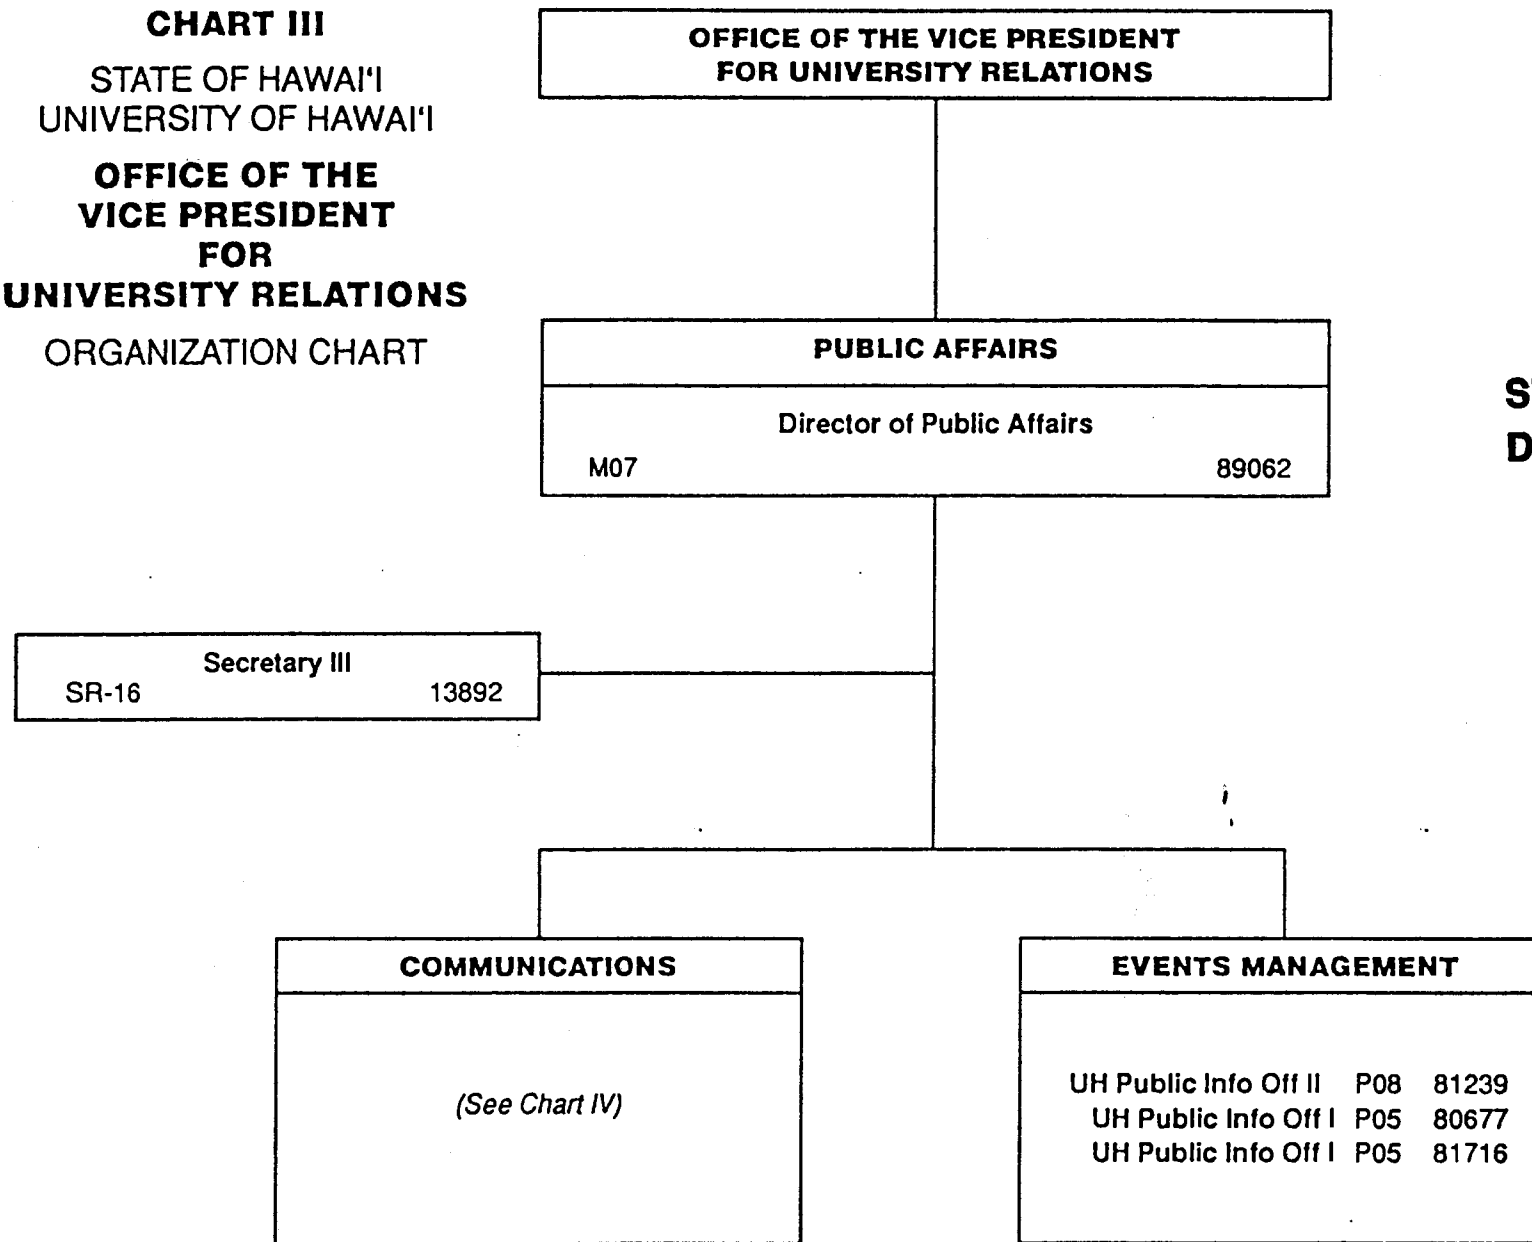 CHART III
STATE OF HAWAI‘I
UNIVERSITY OF HAWAI‘I
OFFICE OF THE
VICE PRESIDENT
FOR
UNIVERSITY RELATIONS
ORGANIZATION CHART
OFFICE OF THE VICE PRESIDENT
FOR UNIVERSITY RELATIONS
PUBLIC AFFAIRS
Director of Public Affairs
M07 89062
Secretary III
SR-16 13892
COMMUNICATIONS
(See Chart IV)
EVENTS MANAGEMENT
UH Public Info Off II P08 81239
UH Public Info Off I P05 80677
UH Public Info Off I P05 81716